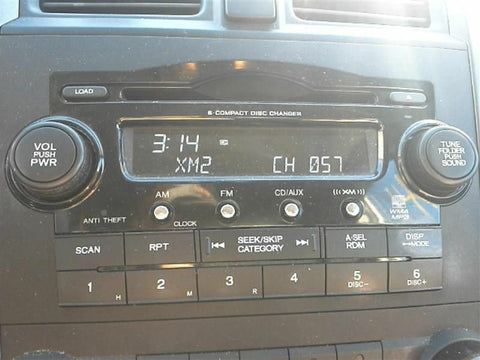 LOAD
6-COMPACT DISC CHANGER
VOL
PUSH
PWR
3:14
XM2 CH 057
TUNE
FOLDER
PUSH
SOUND
AM FM CD/AUX ((XM))
ANTI THEFT CLOCK
WMA
MP3
SCAN RPT SEEK/SKIP
CATEGORY A-SEL
RDM DISP
MODE
1 H 2 M 3 R 4 5
DISC- 6
DISC+